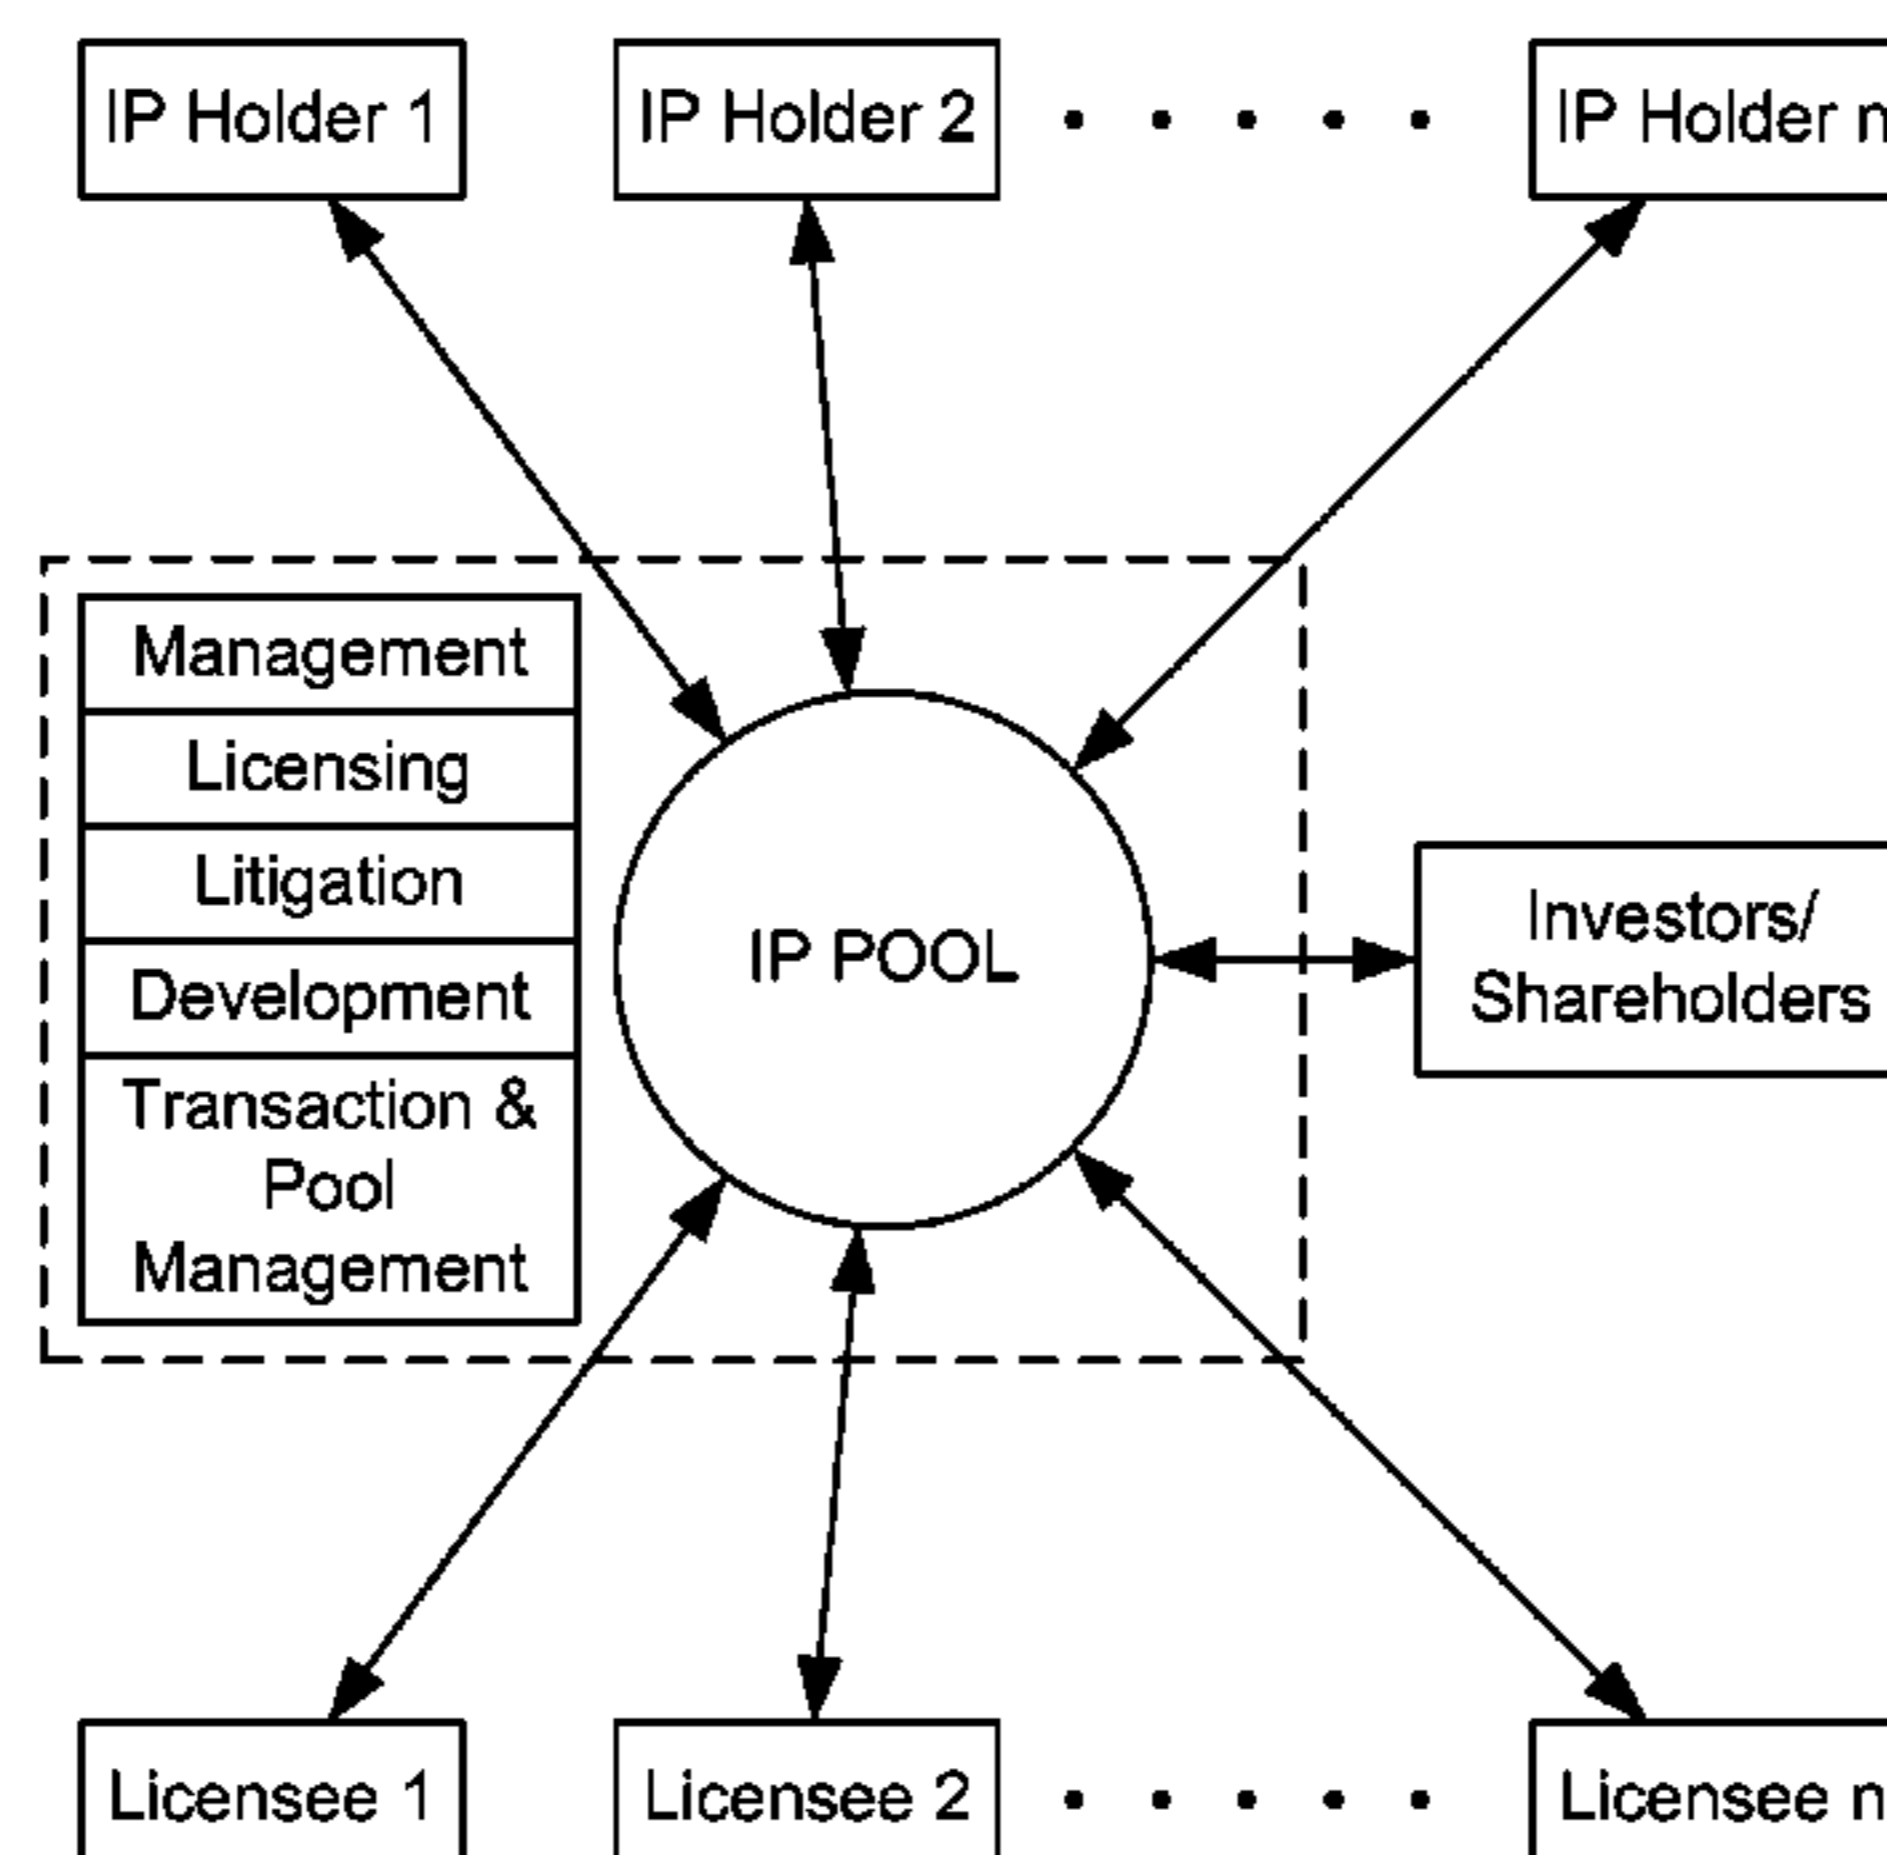 IP Holder 1
IP Holder 2
IP Holder n
Management
Licensing
Litigation
Development
Transaction &
Pool
Management
IP POOL
Investors/
Shareholders
Licensee 1
Licensee 2
Licensee n